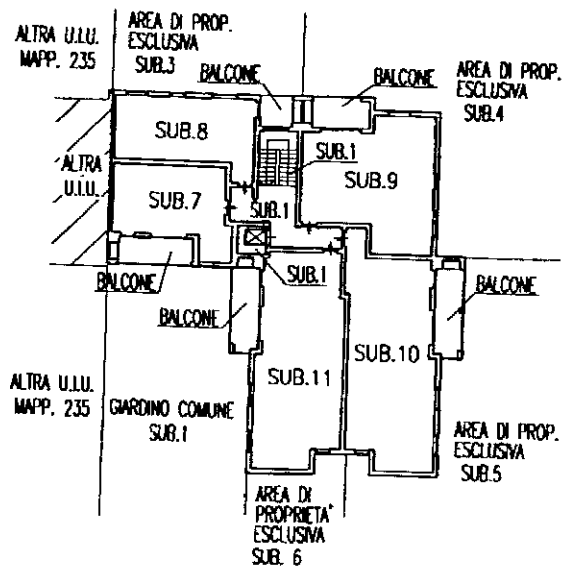 ALTRA U.I.U.
MAPP. 235
AREA DI PROP.
ESCLUSIVA
SUB.3
BALCONE
BALCONE
AREA DI PROP.
ESCLUSIVA
SUB.4
SUB.8
SUB.1
SUB.9
ALTRA
U.I.U.
SUB.7
SUB.1
BALCONE
SUB.1
BALCONE
BALCONE
SUB.10
SUB.11
ALTRA U.I.U.
MAPP. 235
GIARDINO COMUNE
SUB.1
AREA DI PROP.
ESCLUSIVA
SUB.5
AREA DI
PROPRIETA'
ESCLUSIVA
SUB. 6